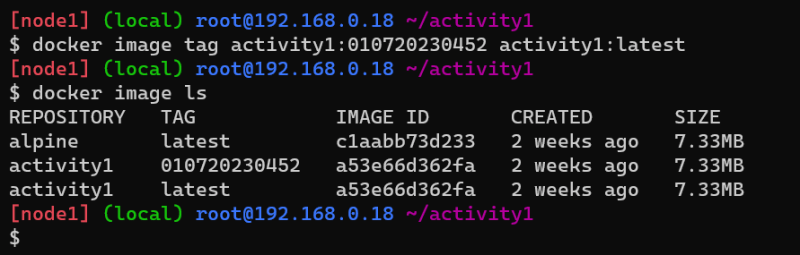 [node1] (local) root@192.168.0.18 ~/activity1
$ docker image tag activity1:010720230452 activity1:latest
[node1] (local) root@192.168.0.18 ~/activity1
$ docker image ls
REPOSITORY   TAG            IMAGE ID       CREATED       SIZE
alpine       latest         c1aabb73d233   2 weeks ago   7.33MB
activity1    010720230452   a53e66d362fa   2 weeks ago   7.33MB
activity1    latest         a53e66d362fa   2 weeks ago   7.33MB
[node1] (local) root@192.168.0.18 ~/activity1
$